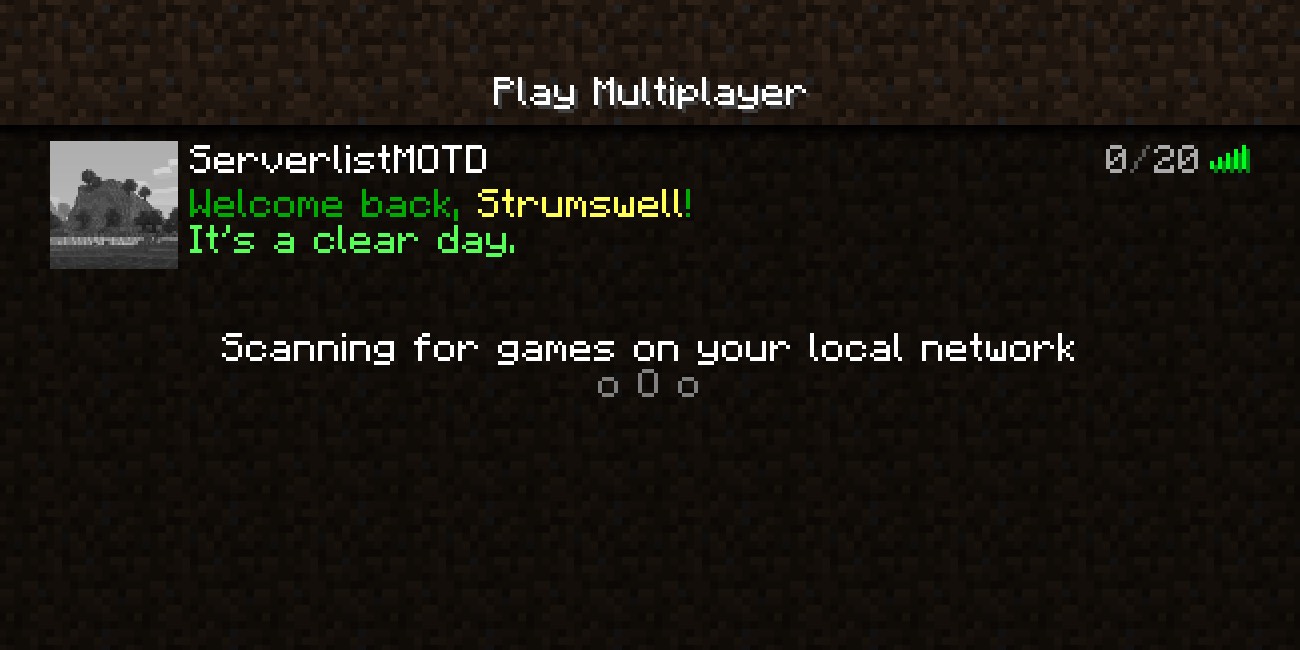 Play Multiplayer
ServerlistMOTD 0/20
Welcome back, Strumswell!
It's a clear day.
Scanning for games on your local network
o O o